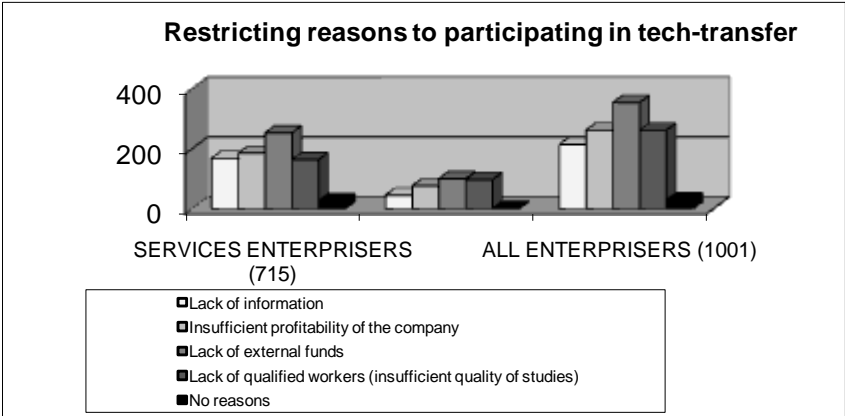 Restricting reasons to participating in tech-transfer
400
200
0
SERVICES ENTERPRISERS
(715)
ALL ENTERPRISERS (1001)
Lack of information
Insufficient profitability of the company
Lack of external funds
Lack of qualified workers (insufficient quality of studies)
No reasons